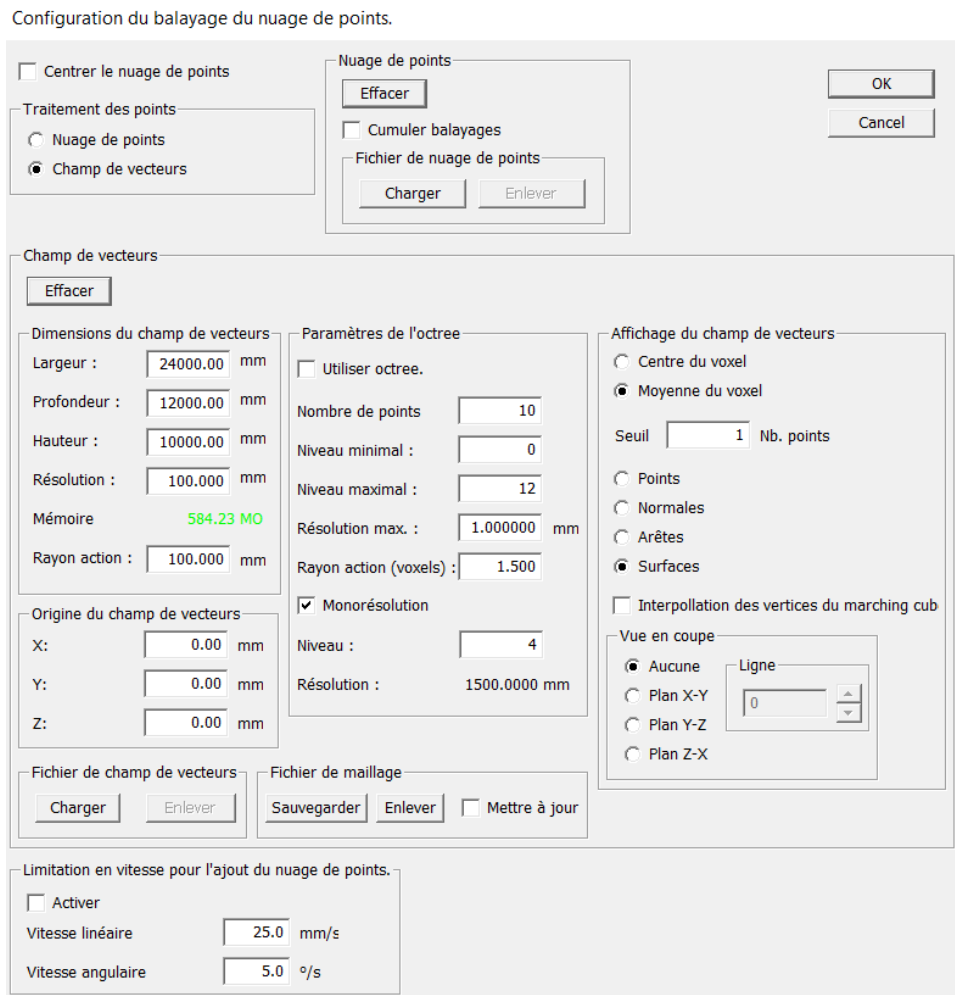 Configuration du balayage du nuage de points.
Centrer le nuage de points
Traitement des points
Nuage de points
Champ de vecteurs
Nuage de points
Effacer
Cumuler balayages
Fichier de nuage de points
Charger Enlever
OK
Cancel
Champ de vecteurs
Effacer
Dimensions du champ de vecteurs
Largeur : 24000.00 mm
Profondeur : 12000.00 mm
Hauteur : 10000.00 mm
Résolution : 100.000 mm
Mémoire 584.23 MO
Rayon action : 100.000 mm
Origine du champ de vecteurs
X: 0.00 mm
Y: 0.00 mm
Z: 0.00 mm
Paramètres de l'octree
Utiliser octree.
Nombre de points 10
Niveau minimal : 0
Niveau maximal : 12
Résolution max. : 1.000000 mm
Rayon action (voxels) : 1.500
Monorésolution
Niveau : 4
Résolution : 1500.0000 mm
Affichage du champ de vecteurs
Centre du voxel
Moyenne du voxel
Seuil 1 Nb. points
Points
Normales
Arêtes
Surfaces
Interpollation des vertices du marching cub
Vue en coupe
Aucune
Plan X-Y
Plan Y-Z
Plan Z-X
Ligne
0
Fichier de champ de vecteurs
Charger Enlever
Fichier de maillage
Sauvegarder Enlever Mettre à jour
Limitation en vitesse pour l'ajout du nuage de points.
Activer
Vitesse linéaire 25.0 mm/s
Vitesse angulaire 5.0 º/s